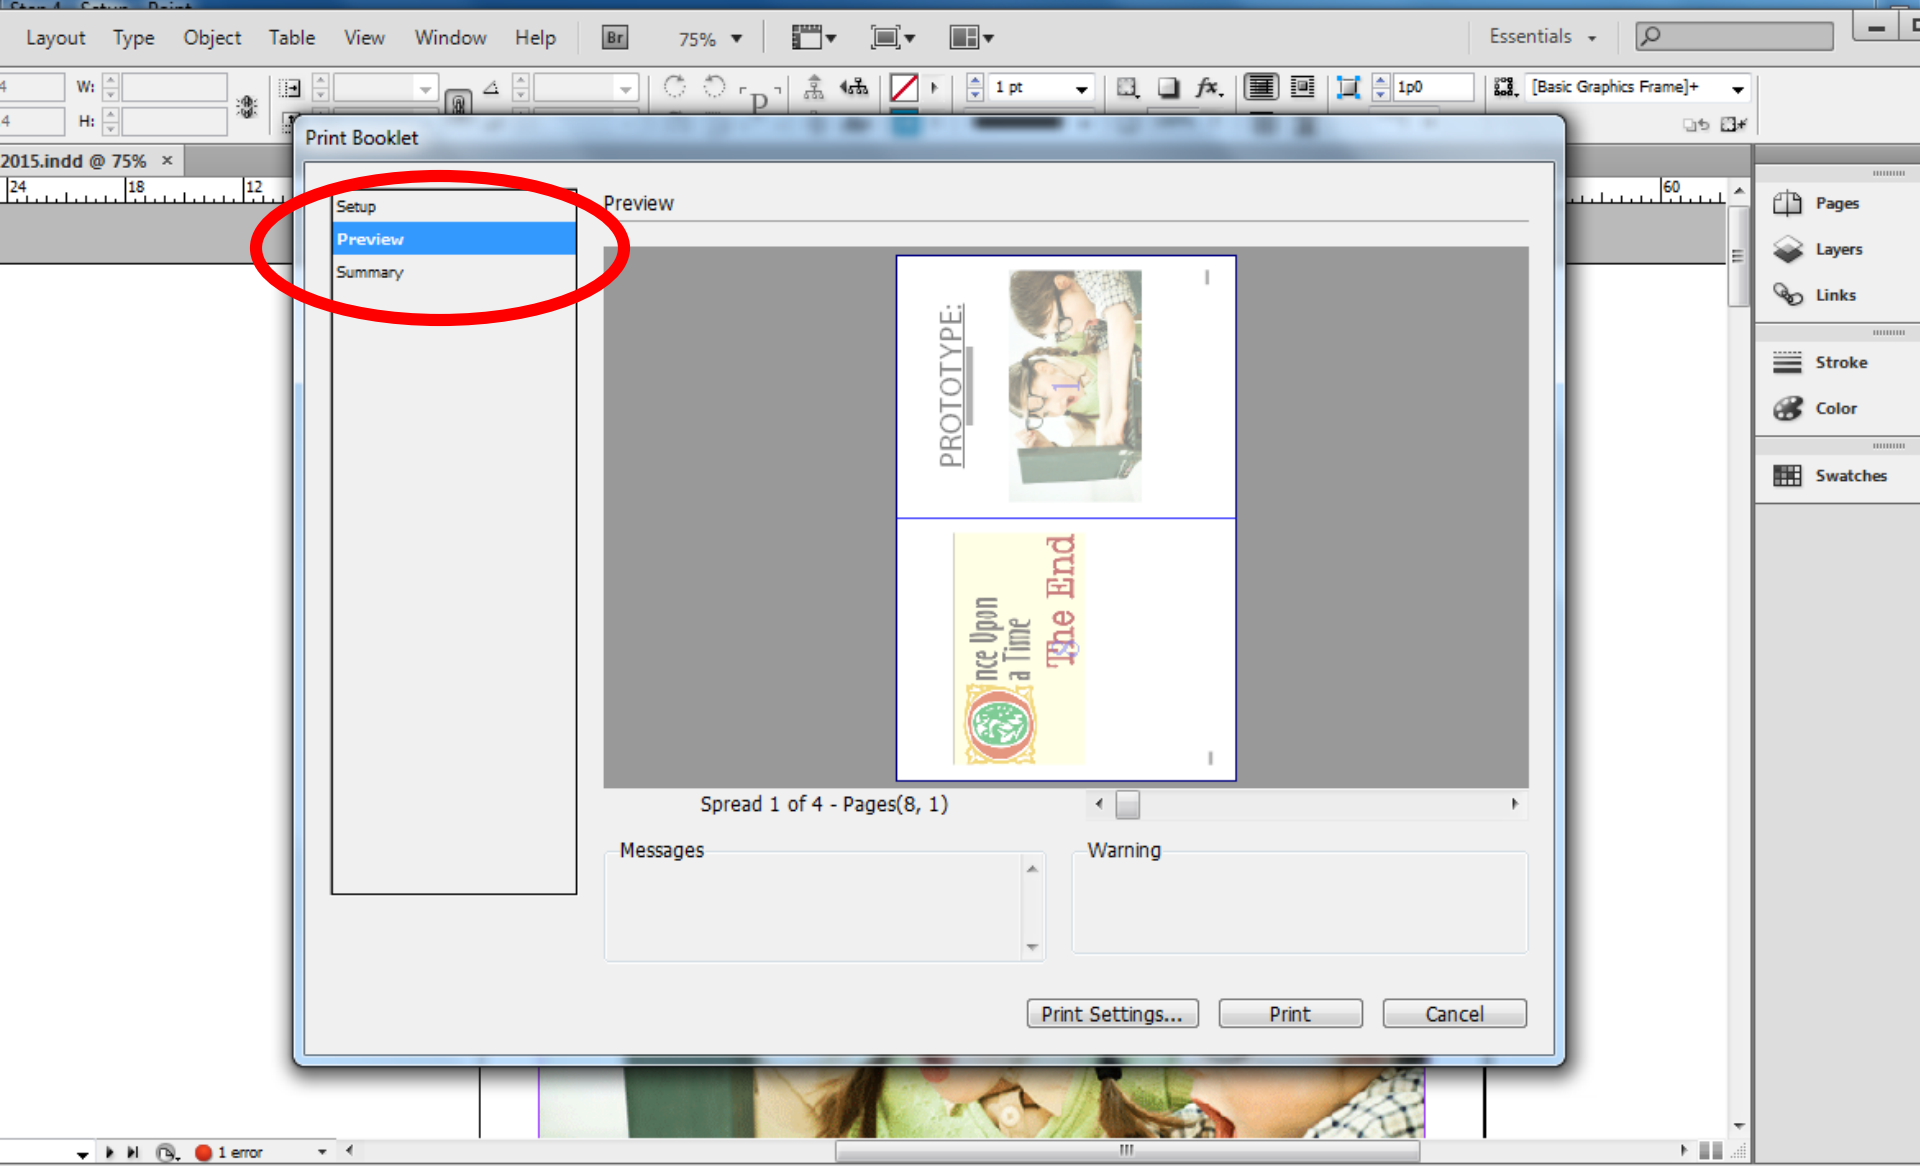 Layout Type Object Table View Window Help Br 75% Essentials
W: 1 pt 1p0 [Basic Graphics Frame]+
H:
Print Booklet
2015.indd @ 75% ×
24 18 12 60
Setup
Preview
Summary
Preview
PROTOTYPE:
1
nce Upon
a Time
The End
8
Spread 1 of 4 - Pages(8, 1)
Messages
Warning
Print Settings...
Print
Cancel
Pages
Layers
Links
Stroke
Color
Swatches
1 error